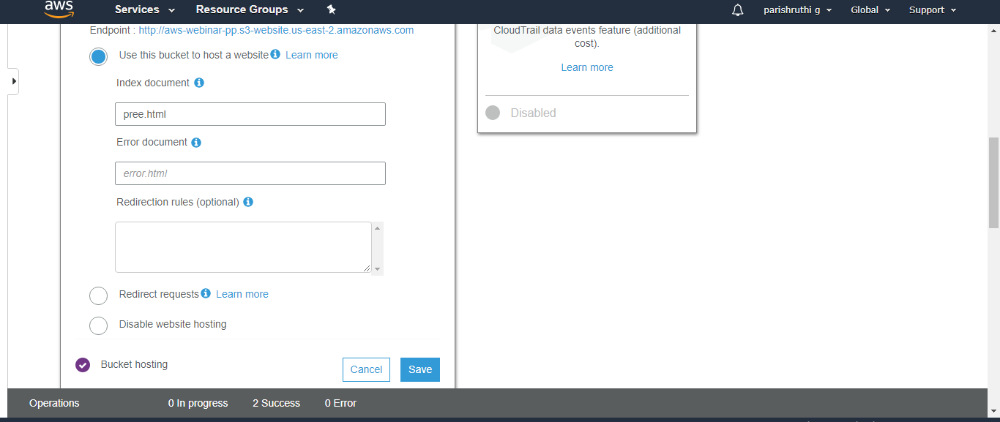 aws
Services
Resource Groups
parishruthi g
Global
Support
Endpoint : http://aws-webinar-pp.s3-website.us-east-2.amazonaws.com
Use this bucket to host a website Learn more
Index document
pree.html
Error document
error.html
Redirection rules (optional)
Redirect requests Learn more
Disable website hosting
Bucket hosting
Cancel
Save
CloudTrail data events feature (additional
cost).
Learn more
Disabled
Operations
0 In progress
2 Success
0 Error